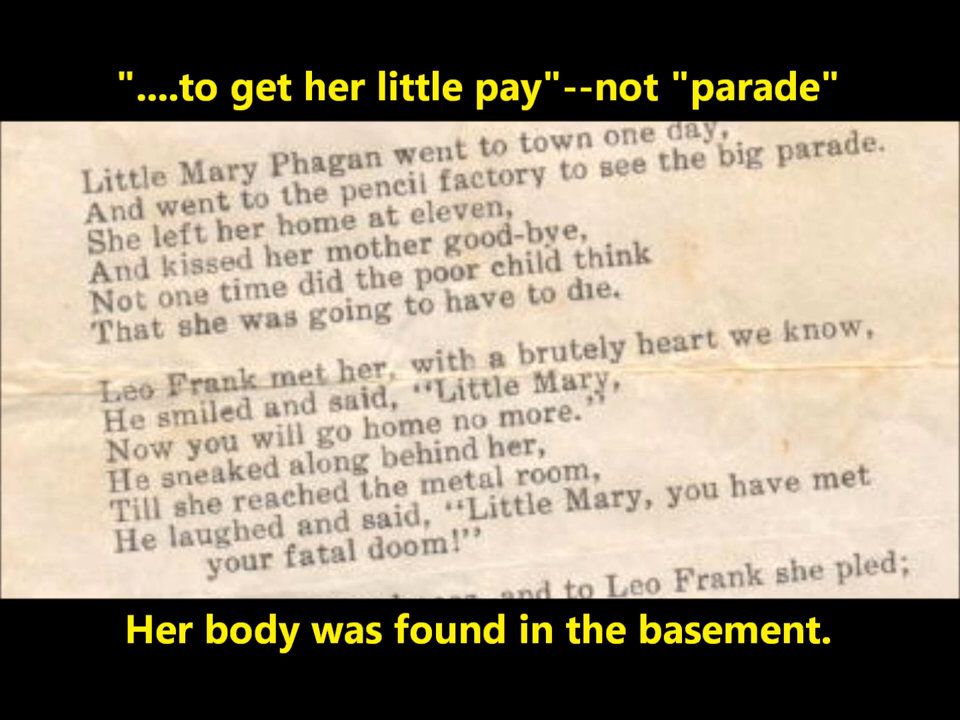 "....to get her little pay"--not "parade"
Little Mary Phagan went to town one day,
And went to the pencil factory to see the big parade.
She left her home at eleven,
And kissed her mother good-bye,
Not one time did the poor child think
That she was going to have to die.
Leo Frank met her, with a brutely heart we know,
He smiled and said, "Little Mary,
Now you will go home no more."
He sneaked along behind her,
Till she reached the metal room,
He laughed and said, "Little Mary, you have met
your fatal doom!"
and to Leo Frank she pled;
Her body was found in the basement.